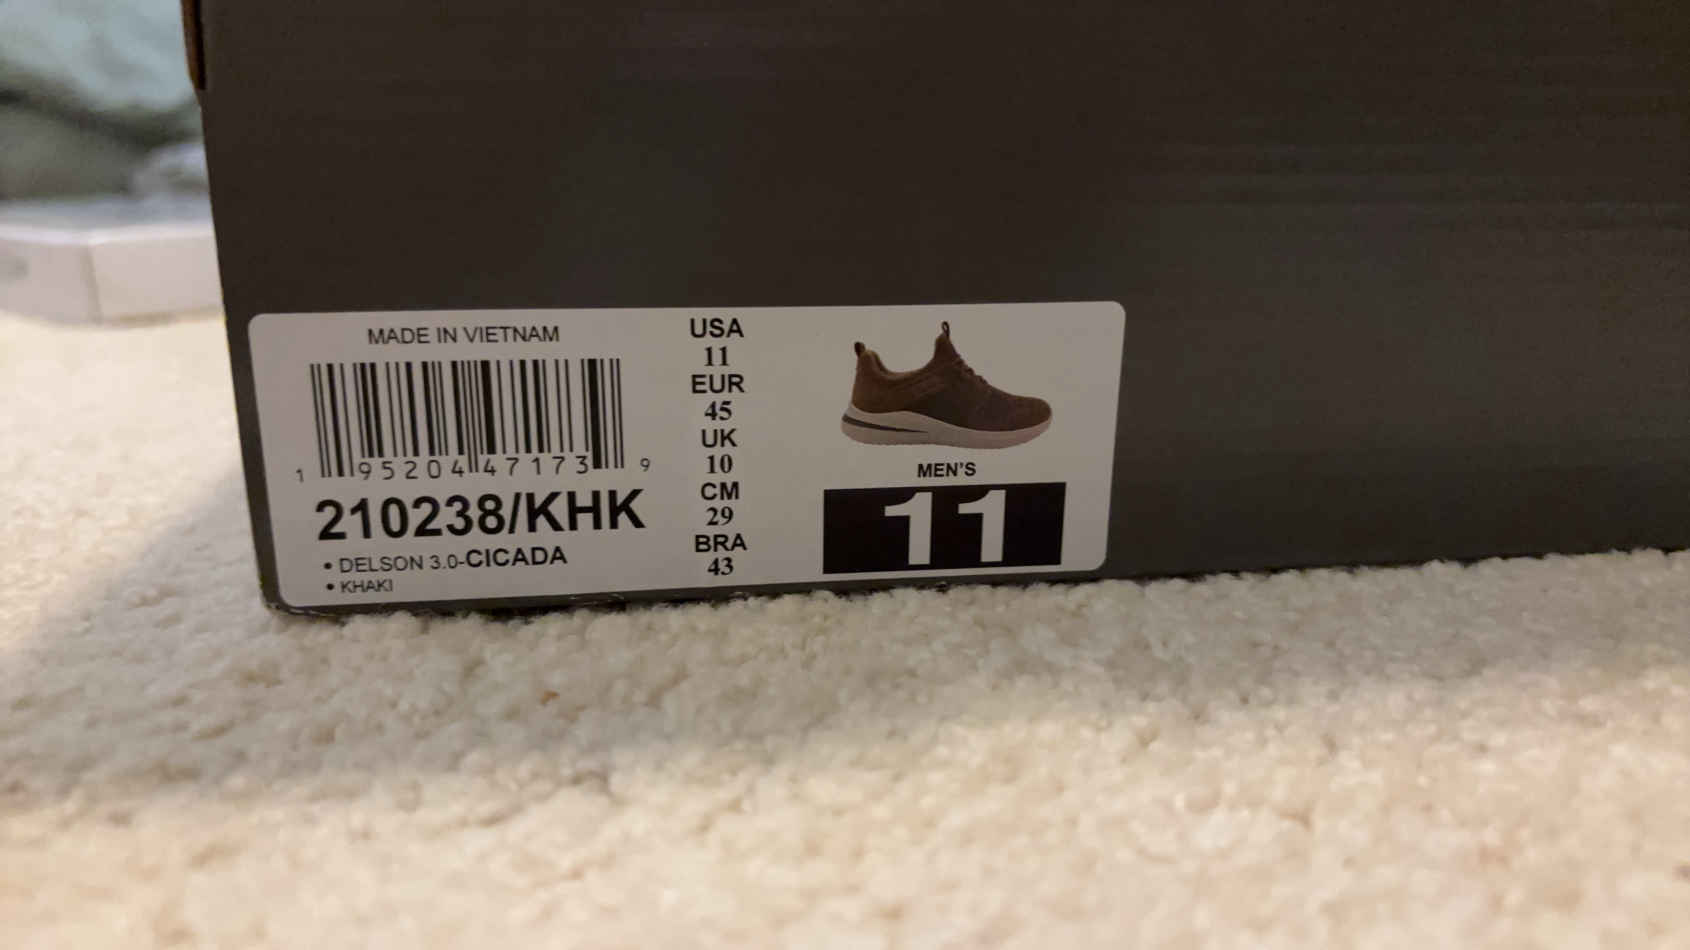 MADE IN VIETNAM
1 95204 47173 9
210238/KHK
• DELSON 3.0-CICADA
• KHAKI
USA
11
EUR
45
UK
10
CM
29
BRA
43
MEN'S
11